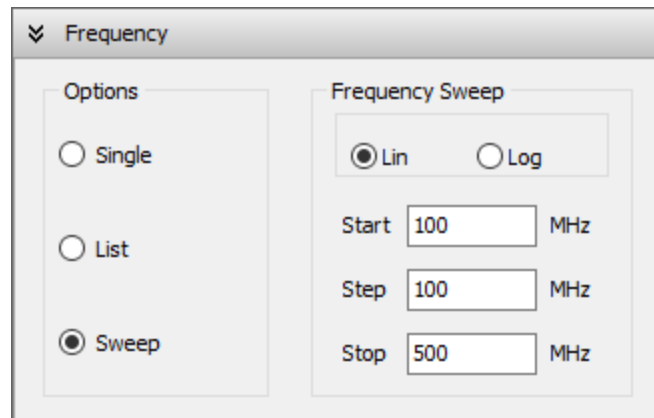 Frequency
Options
Single
List
Sweep
Frequency Sweep
Lin Log
Start 100 MHz
Step 100 MHz
Stop 500 MHz